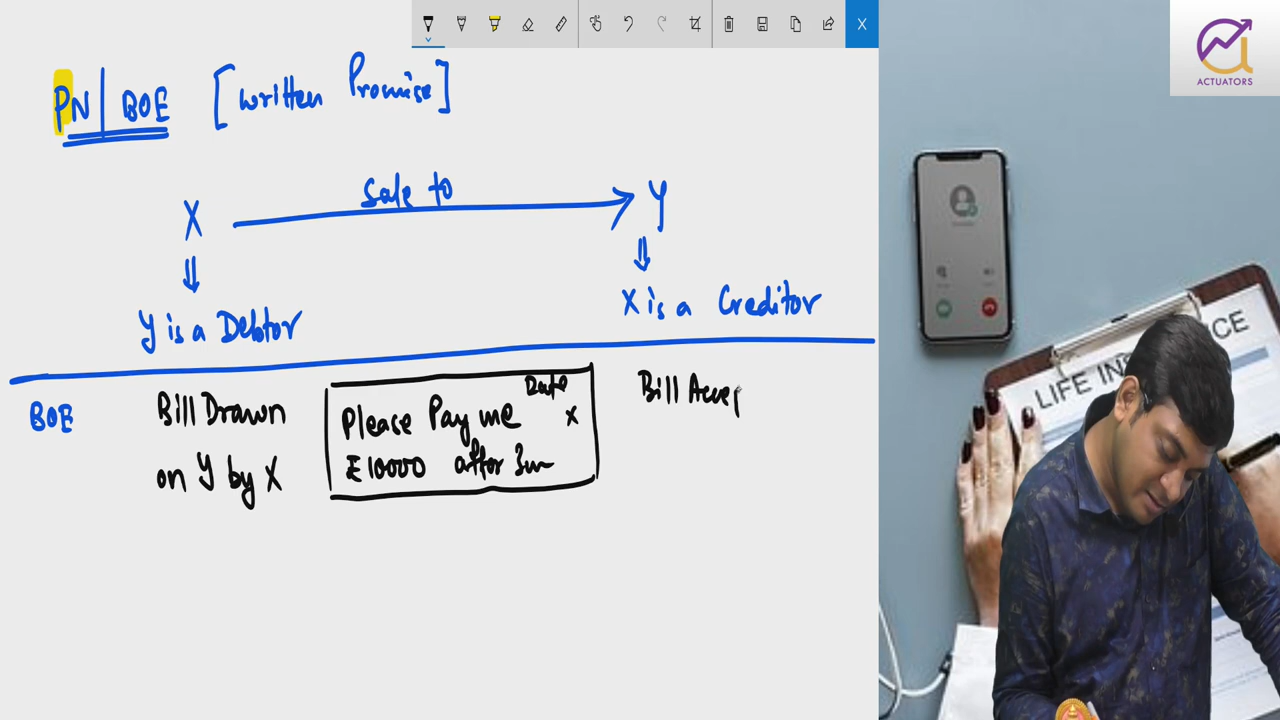 PN | BOE [written Promise]
Sale to
X Y
Y is a Debtor
X is a Creditor
BOE
Bill Drawn
on Y by X
Date
Please Pay me X
£10000 after 3m
Bill Accep
ACTUATORS
LIFE IN
CE
X